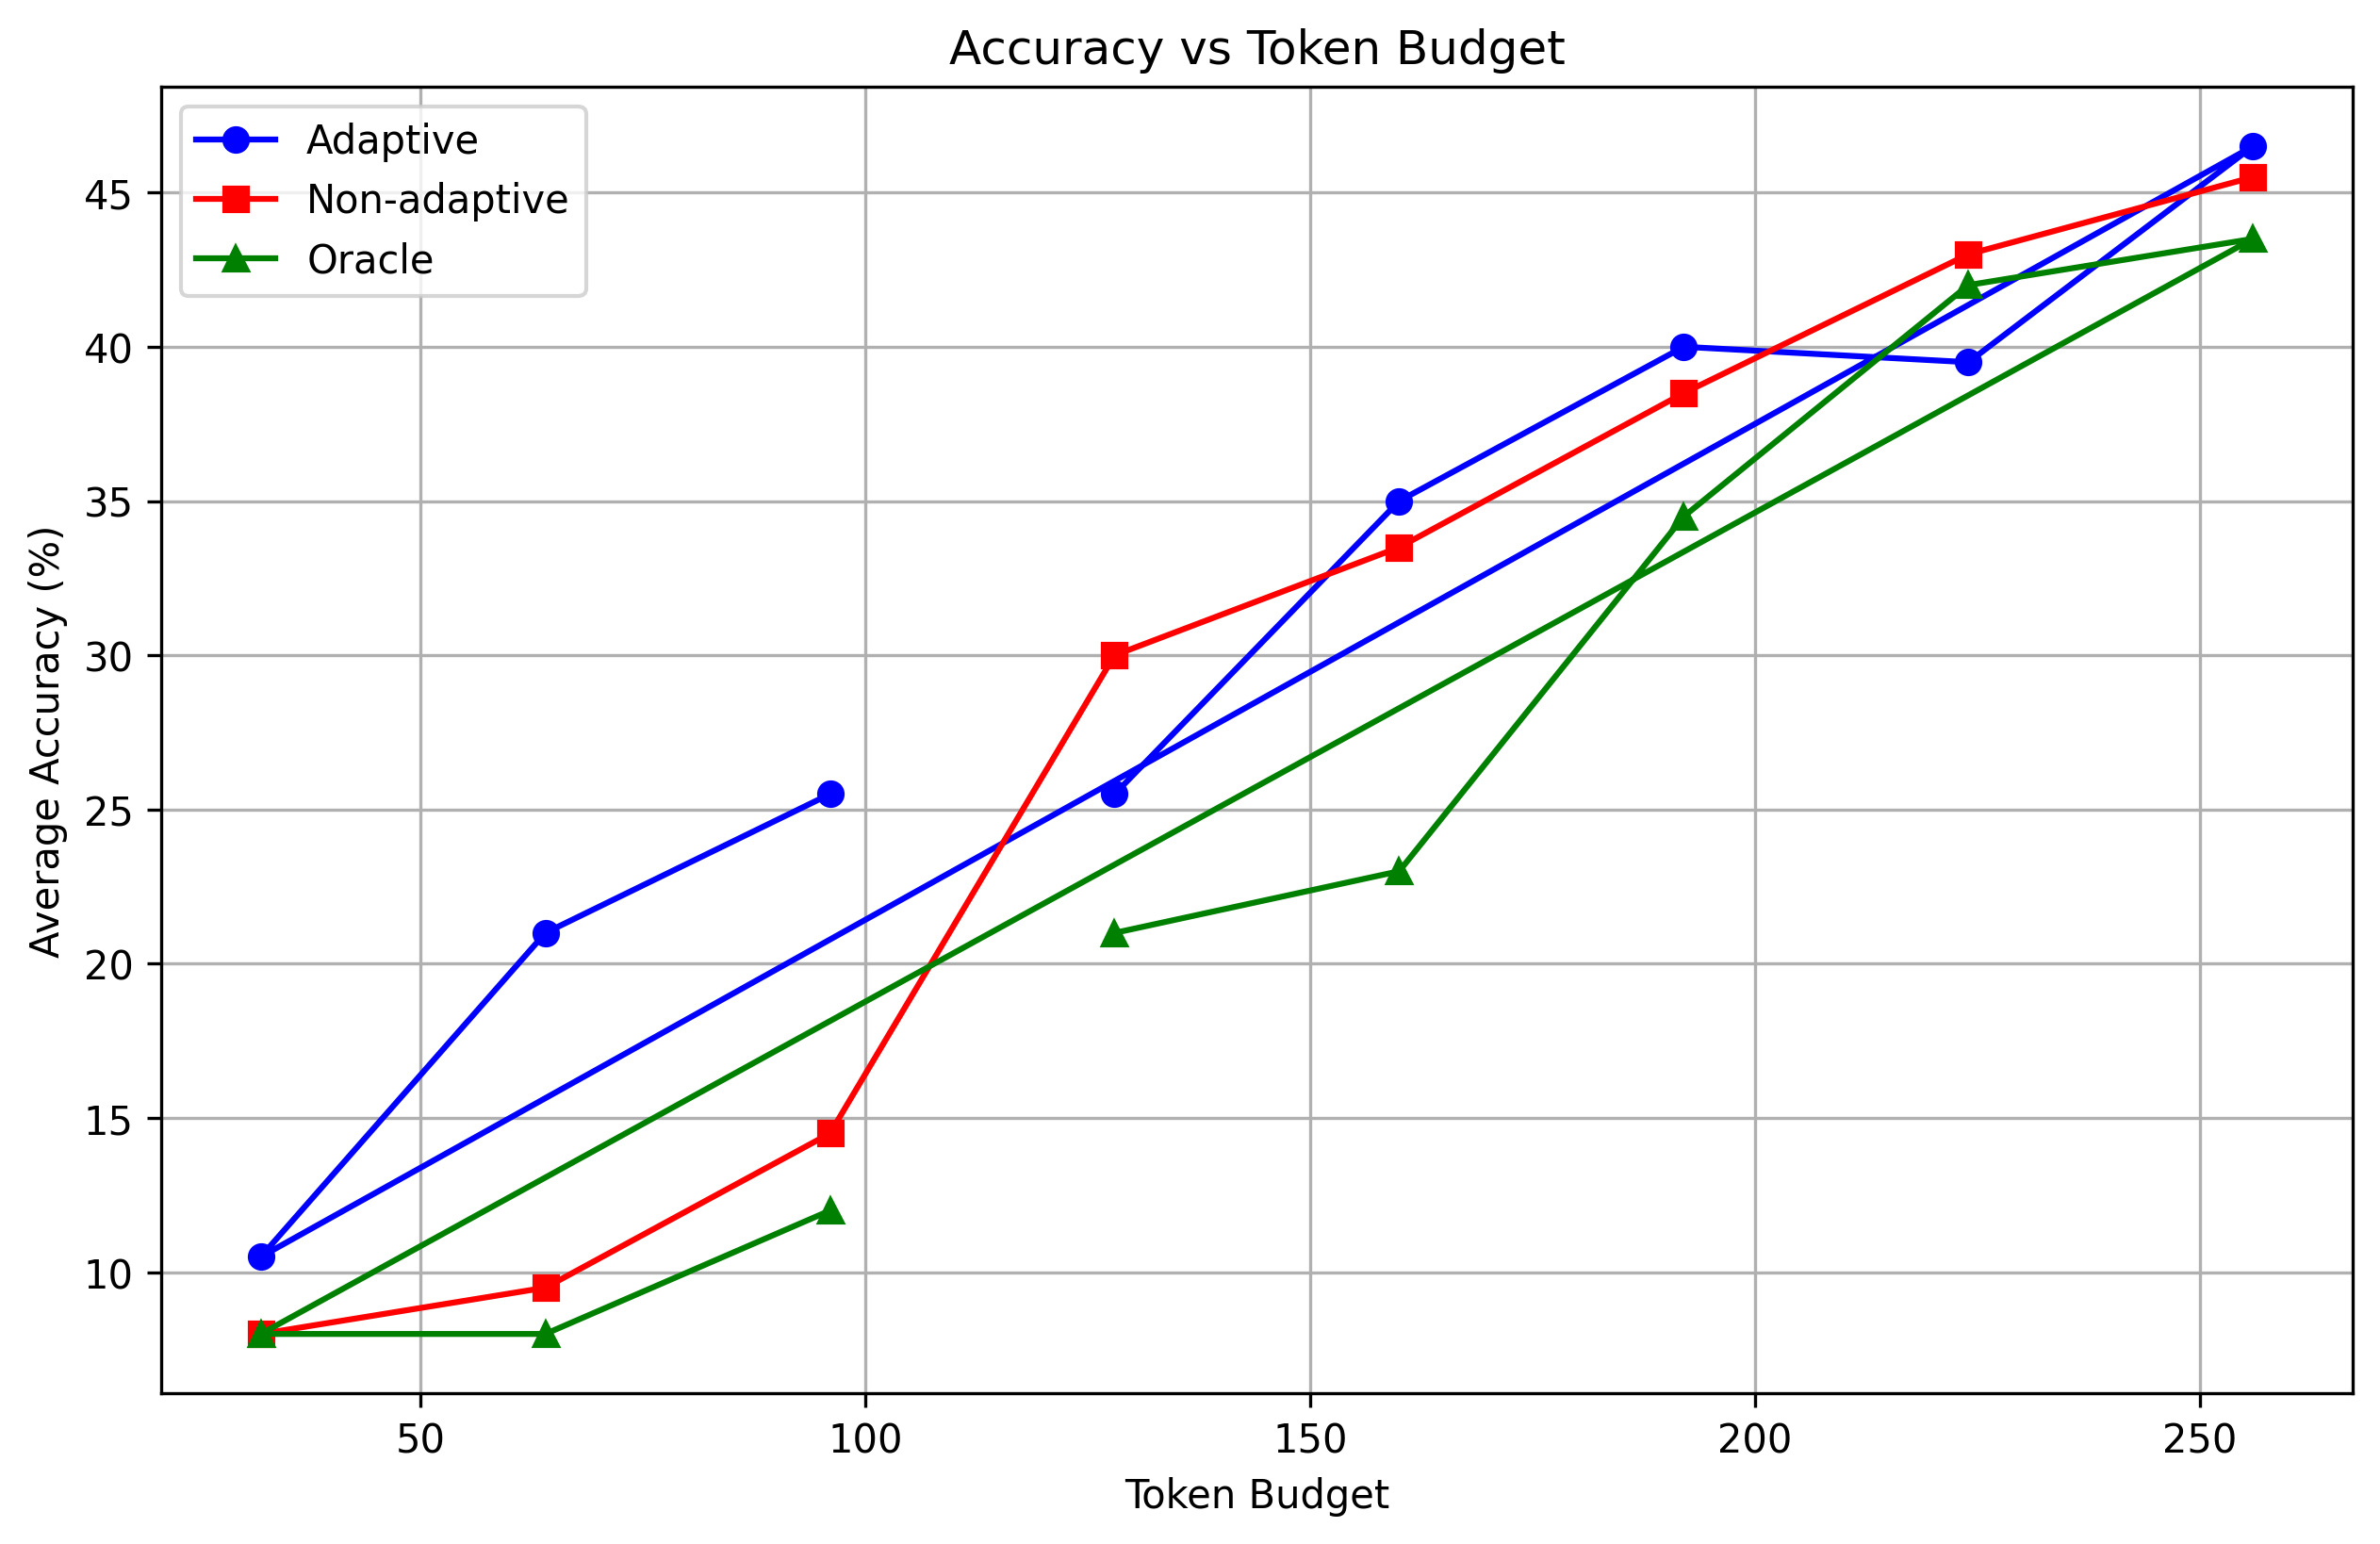 Accuracy vs Token Budget
Adaptive
Non-adaptive
Oracle
Average Accuracy (%)
45
40
35
30
25
20
15
10
50 100 150 200 250
Token Budget